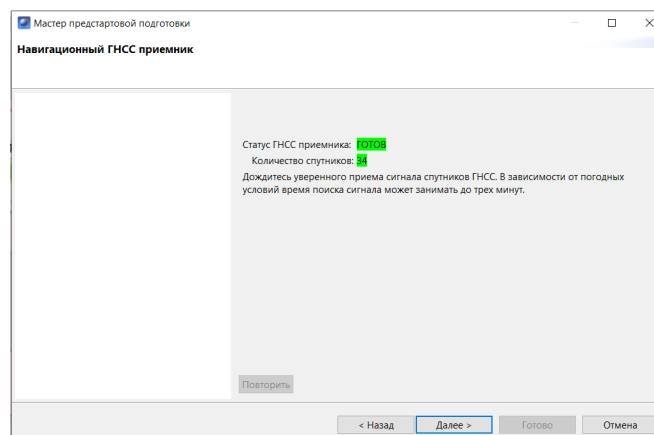 Мастер предстартовой подготовки
Навигационный ГНСС приемник
Статус ГНСС приемника: ГОТОВ
Количество спутников: 34
Дождитесь уверенного приема сигнала спутников ГНСС. В зависимости от погодных
условий время поиска сигнала может занимать до трех минут.
Повторить
< Назад Далее > Готово Отмена